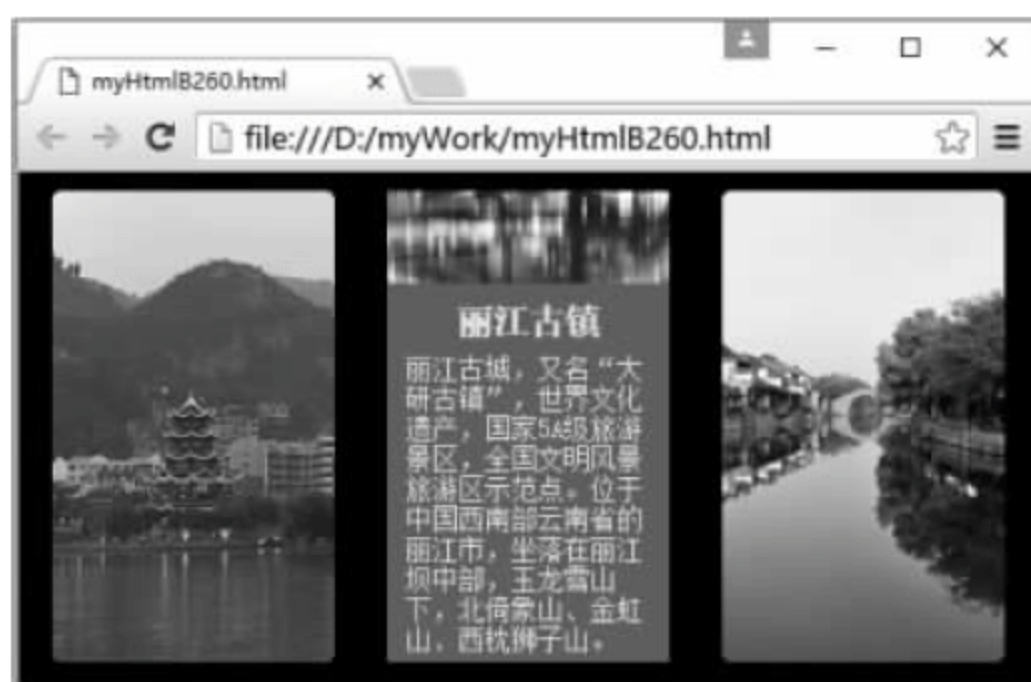 myHtmlB260.html
file:///D:/myWork/myHtmlB260.html
丽江古镇
丽江古城，又名“大
研古镇”，世界文化
遗产，国家5A级旅游
景区，全国文明风景
旅游区示范点。位于
中国西南部云南省的
丽江市，坐落在丽江
坝中部，玉龙雪山
下，北倚象山、金虹
山，西枕狮子山。